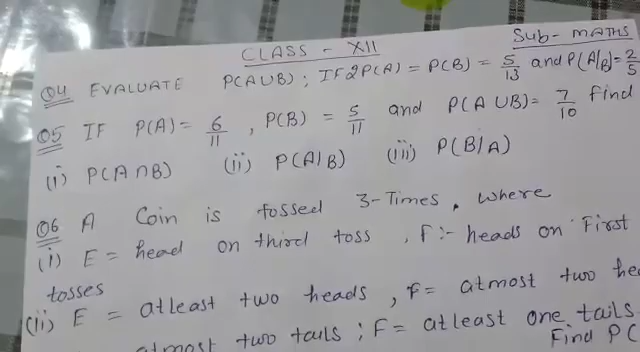 CLASS - XII
Sub- MATHS
Q4 EVALUATE P(A∪B); IF 2P(A) = P(B) = 5/13 and P(A/B)=2/5
Q5 IF P(A)= 6/11 , P(B) = 5/11 and P(A∪B)= 7/10 find
(i) P(A∩B) (ii) P(A|B) (iii) P(B/A)
Q6 A Coin is tossed 3-Times, where
(i) E = head on third toss , F:- heads on First
tosses
(ii) E = atleast two heads , F= atmost two he
atmost two tails ; F= atleast one tails
Find P(